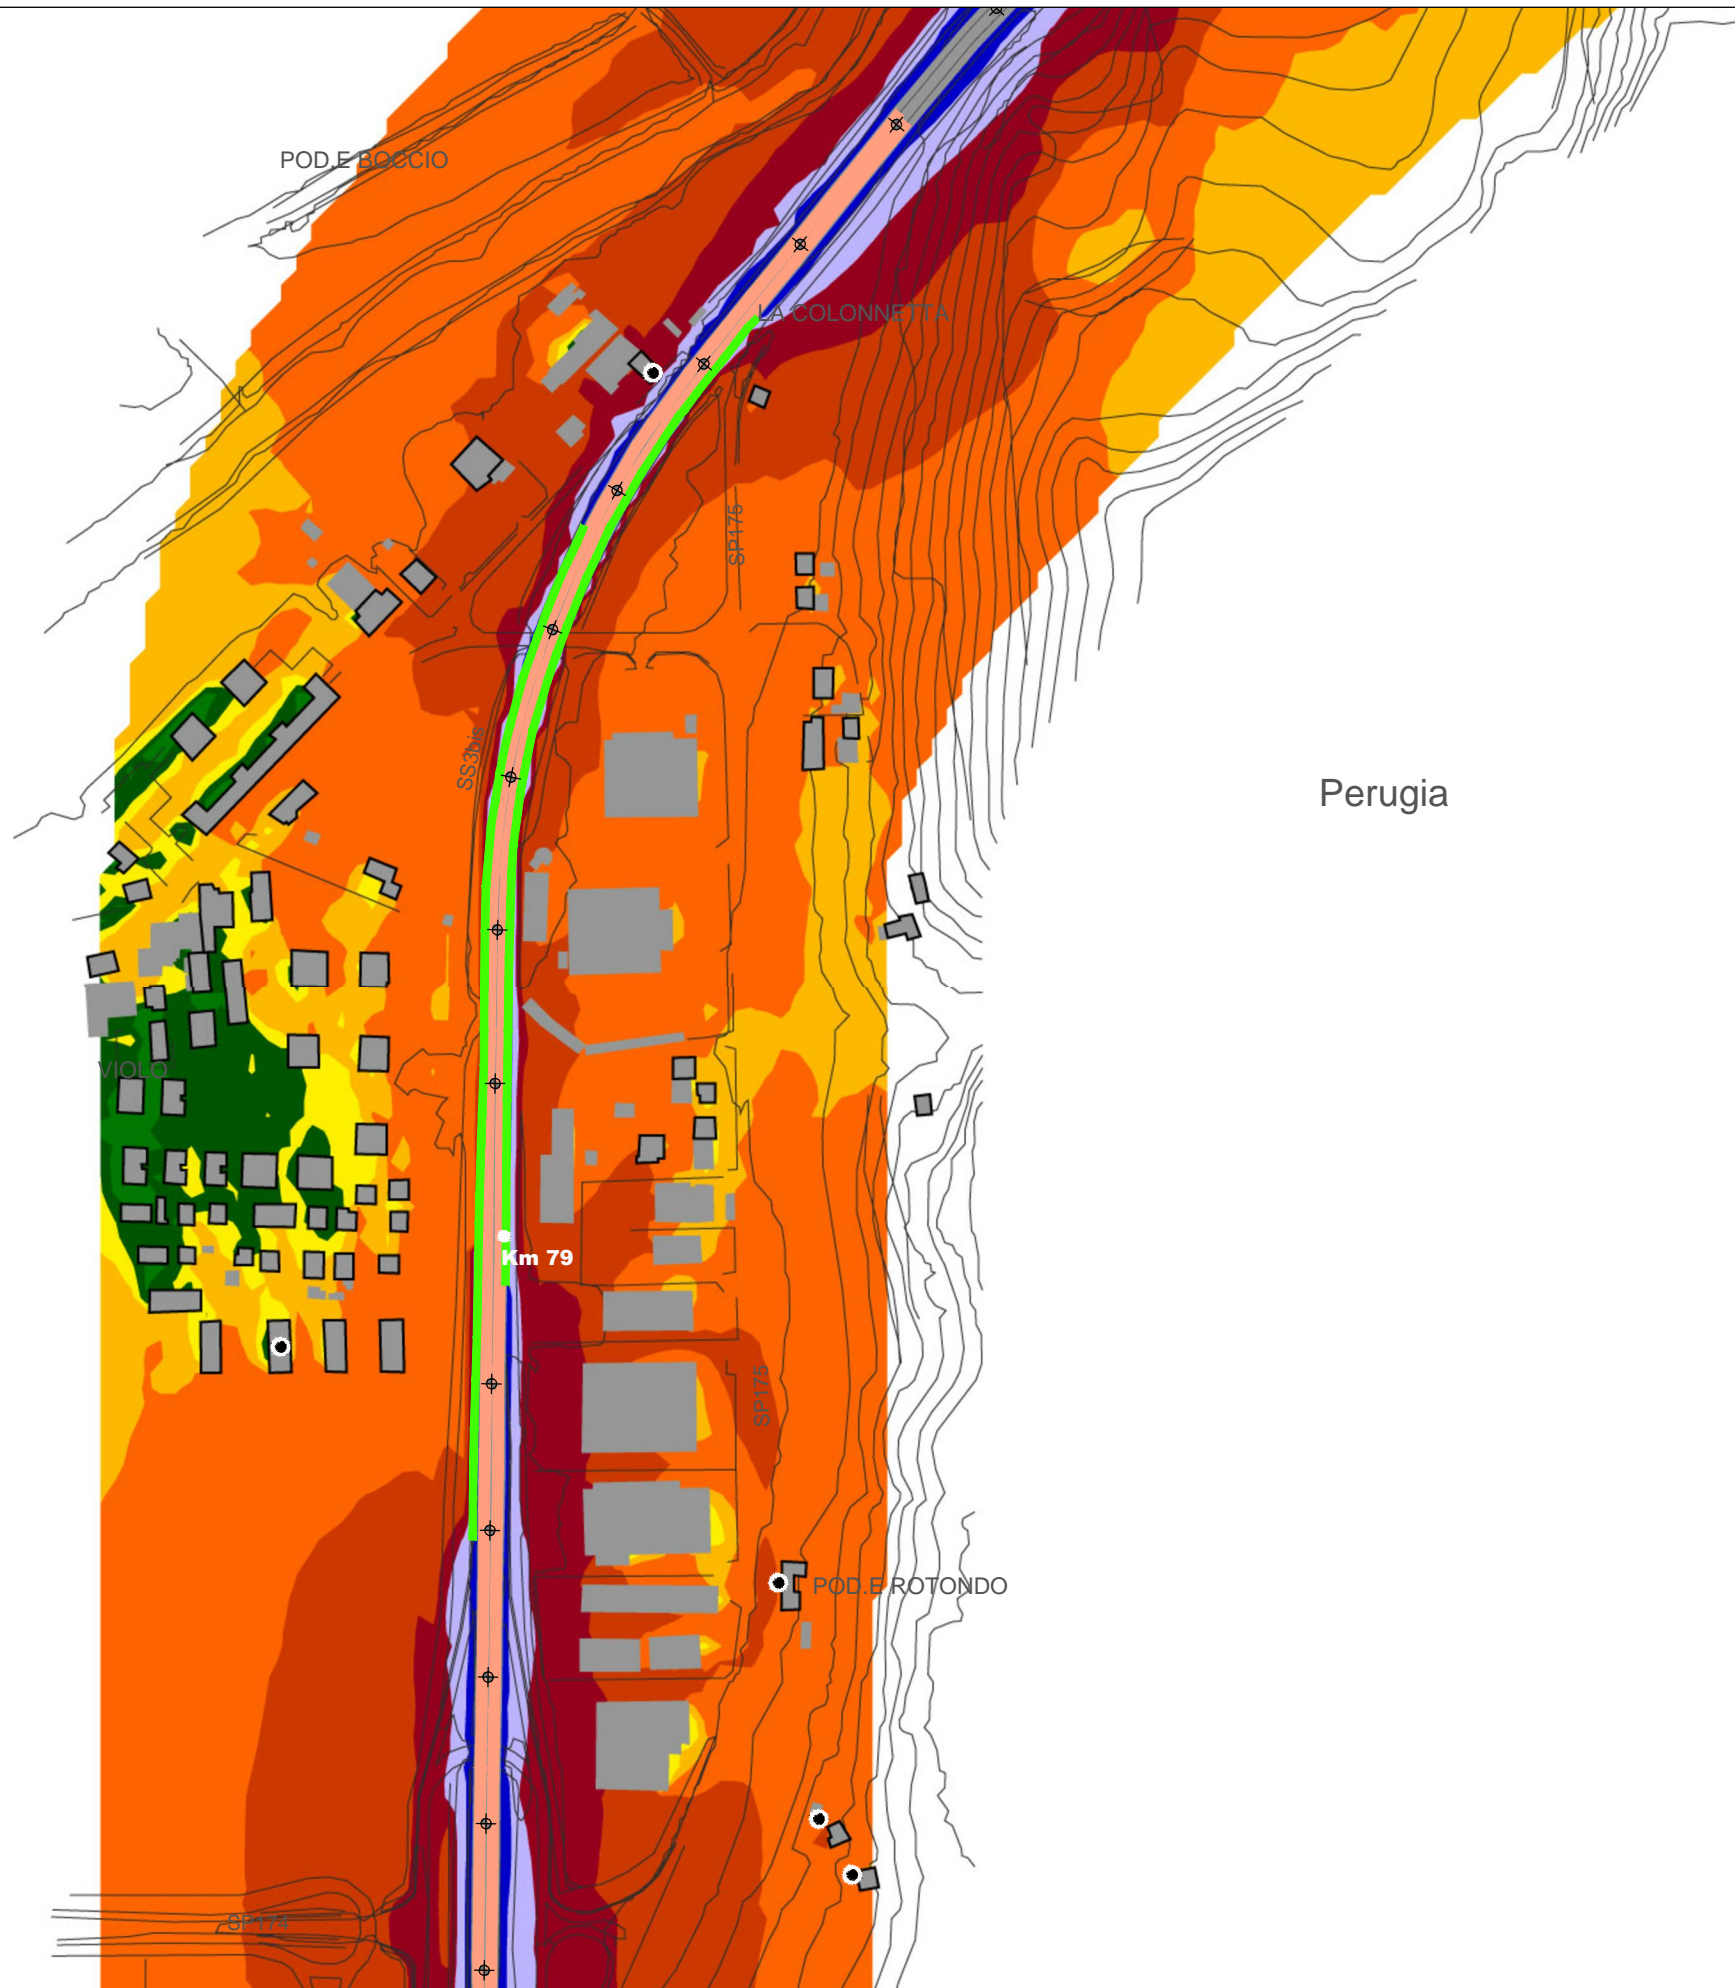 POD.E BOCCIO
LA COLONNETTA
SP175
SS3bis
Perugia
VIOLO
Km 79
SP175
POD.E ROTONDO
SP174